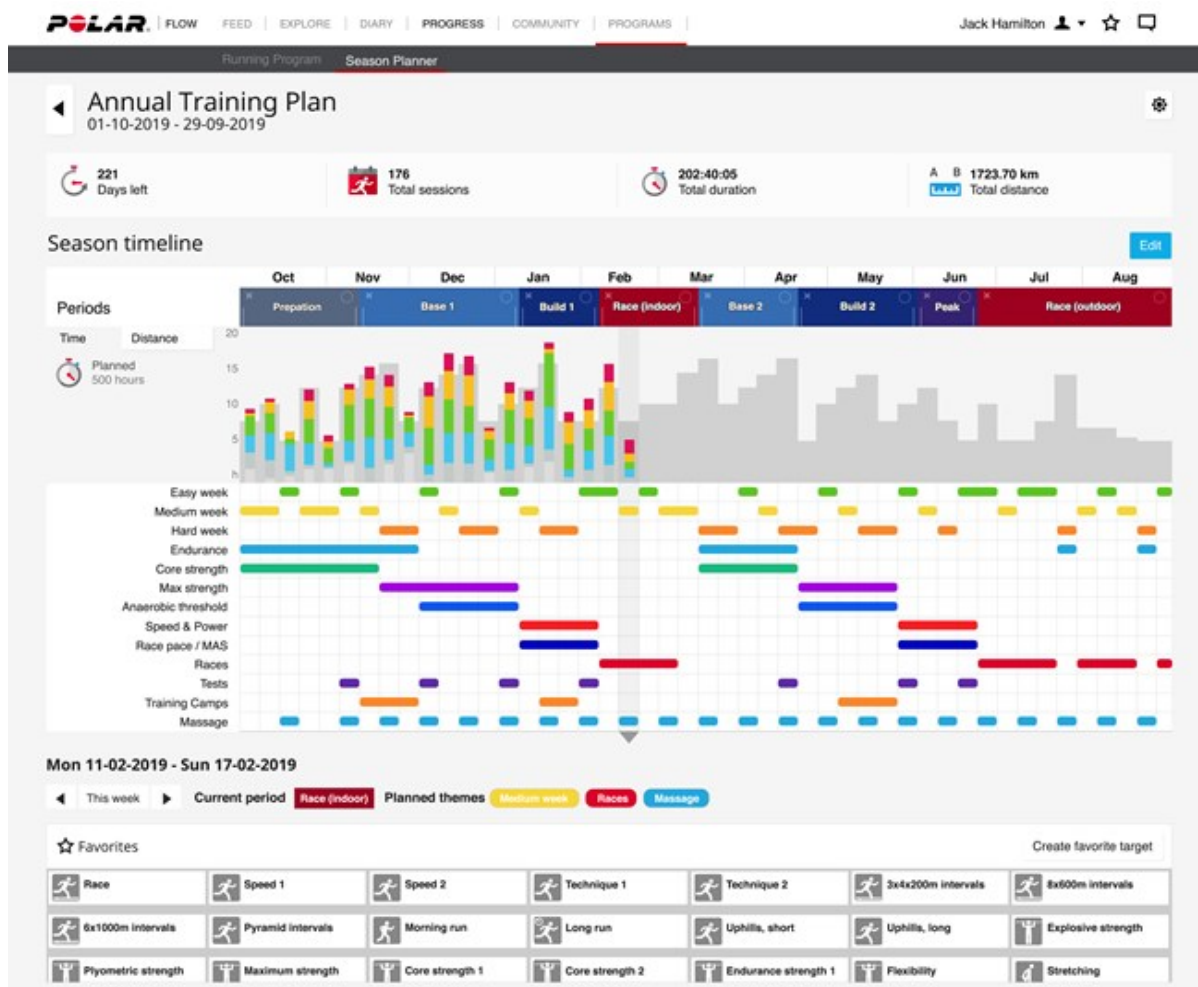 POLAR. FLOW FEED EXPLORE DIARY PROGRESS COMMUNITY PROGRAMS Jack Hamilton
Running Program Season Planner
Annual Training Plan
01-10-2019 - 29-09-2019
221 176 202:40:05 A B 1723.70 km
Days left Total sessions Total duration Total distance
Season timeline Edit
Oct Nov Dec Jan Feb Mar Apr May Jun Jul Aug
Periods Prepation Base 1 Build 1 Race (indoor) Base 2 Build 2 Peak Race (outdoor)
Time Distance 20
Planned 15
500 hours
10
5
h
Easy week
Medium week
Hard week
Endurance
Core strength
Max strength
Anaerobic threshold
Speed & Power
Race pace / MAS
Races
Tests
Training Camps
Massage
Mon 11-02-2019 - Sun 17-02-2019
This week Current period Race (indoor) Planned themes Medium week Races Massage
Favorites Create favorite target
Race Speed 1 Speed 2 Technique 1 Technique 2 3x4x200m intervals 8x600m intervals
6x1000m intervals Pyramid intervals Morning run Long run Uphills, short Uphills, long Explosive strength
Plyometric strength Maximum strength Core strength 1 Core strength 2 Endurance strength 1 Flexibility Stretching